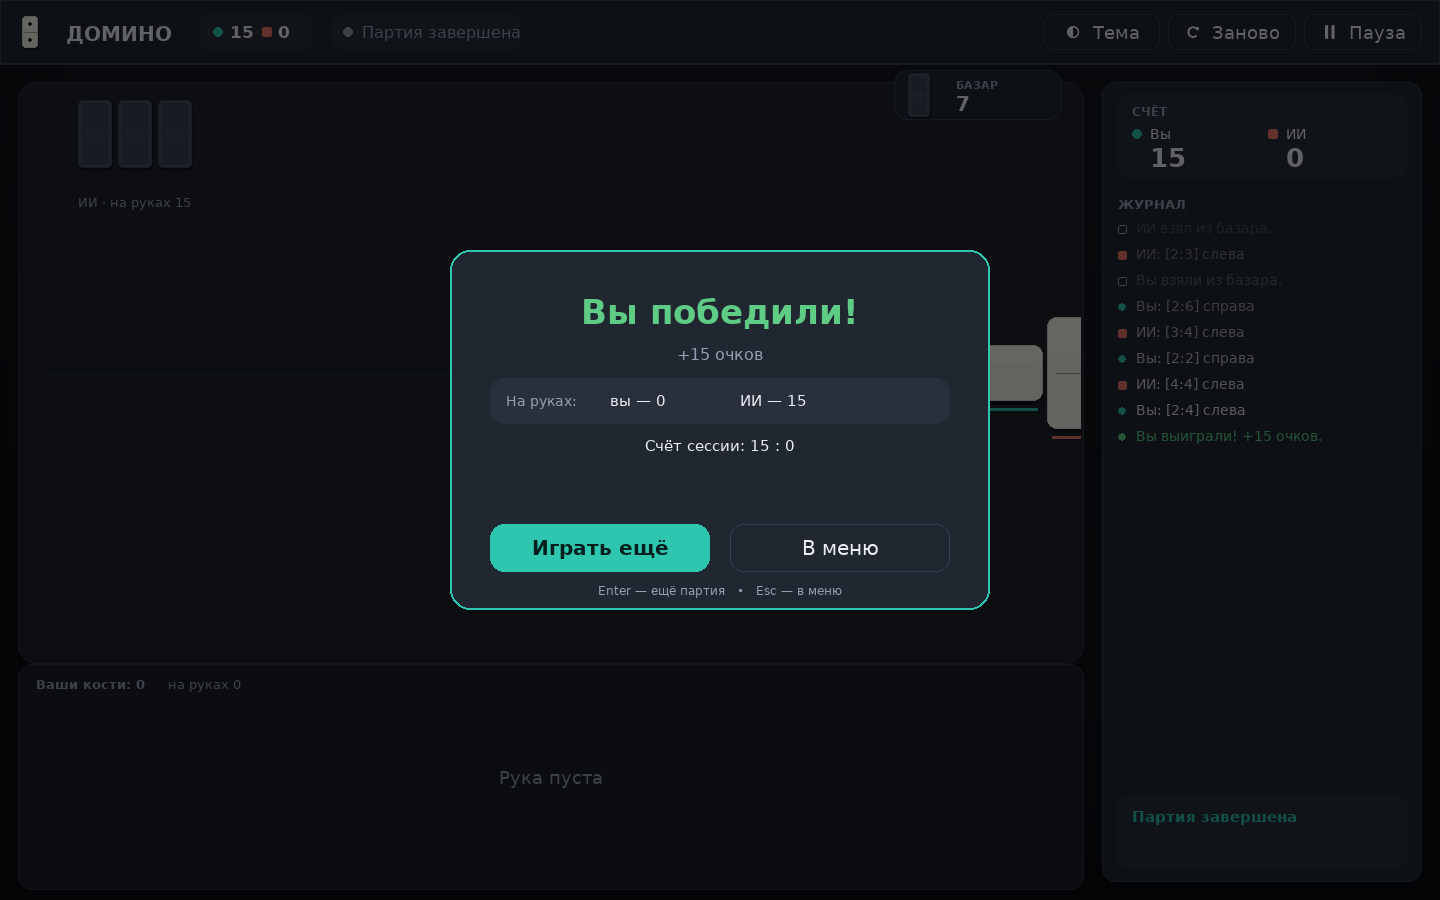 ДОМИНО
15 0
Партия завершена
Тема
Заново
Пауза
БАЗАР
7
ИИ · на руках 15
СЧЁТ
Вы ИИ
15 0
ЖУРНАЛ
ИИ взял из базара.
ИИ: [2:3] слева
Вы взяли из базара.
Вы: [2:6] справа
ИИ: [3:4] слева
Вы: [2:2] справа
ИИ: [4:4] слева
Вы: [2:4] слева
Вы выиграли! +15 очков.
Вы победили!
+15 очков
На руках: вы — 0 ИИ — 15
Счёт сессии: 15 : 0
Играть ещё
В меню
Enter — ещё партия • Esc — в меню
Ваши кости: 0 на руках 0
Рука пуста
Партия завершена